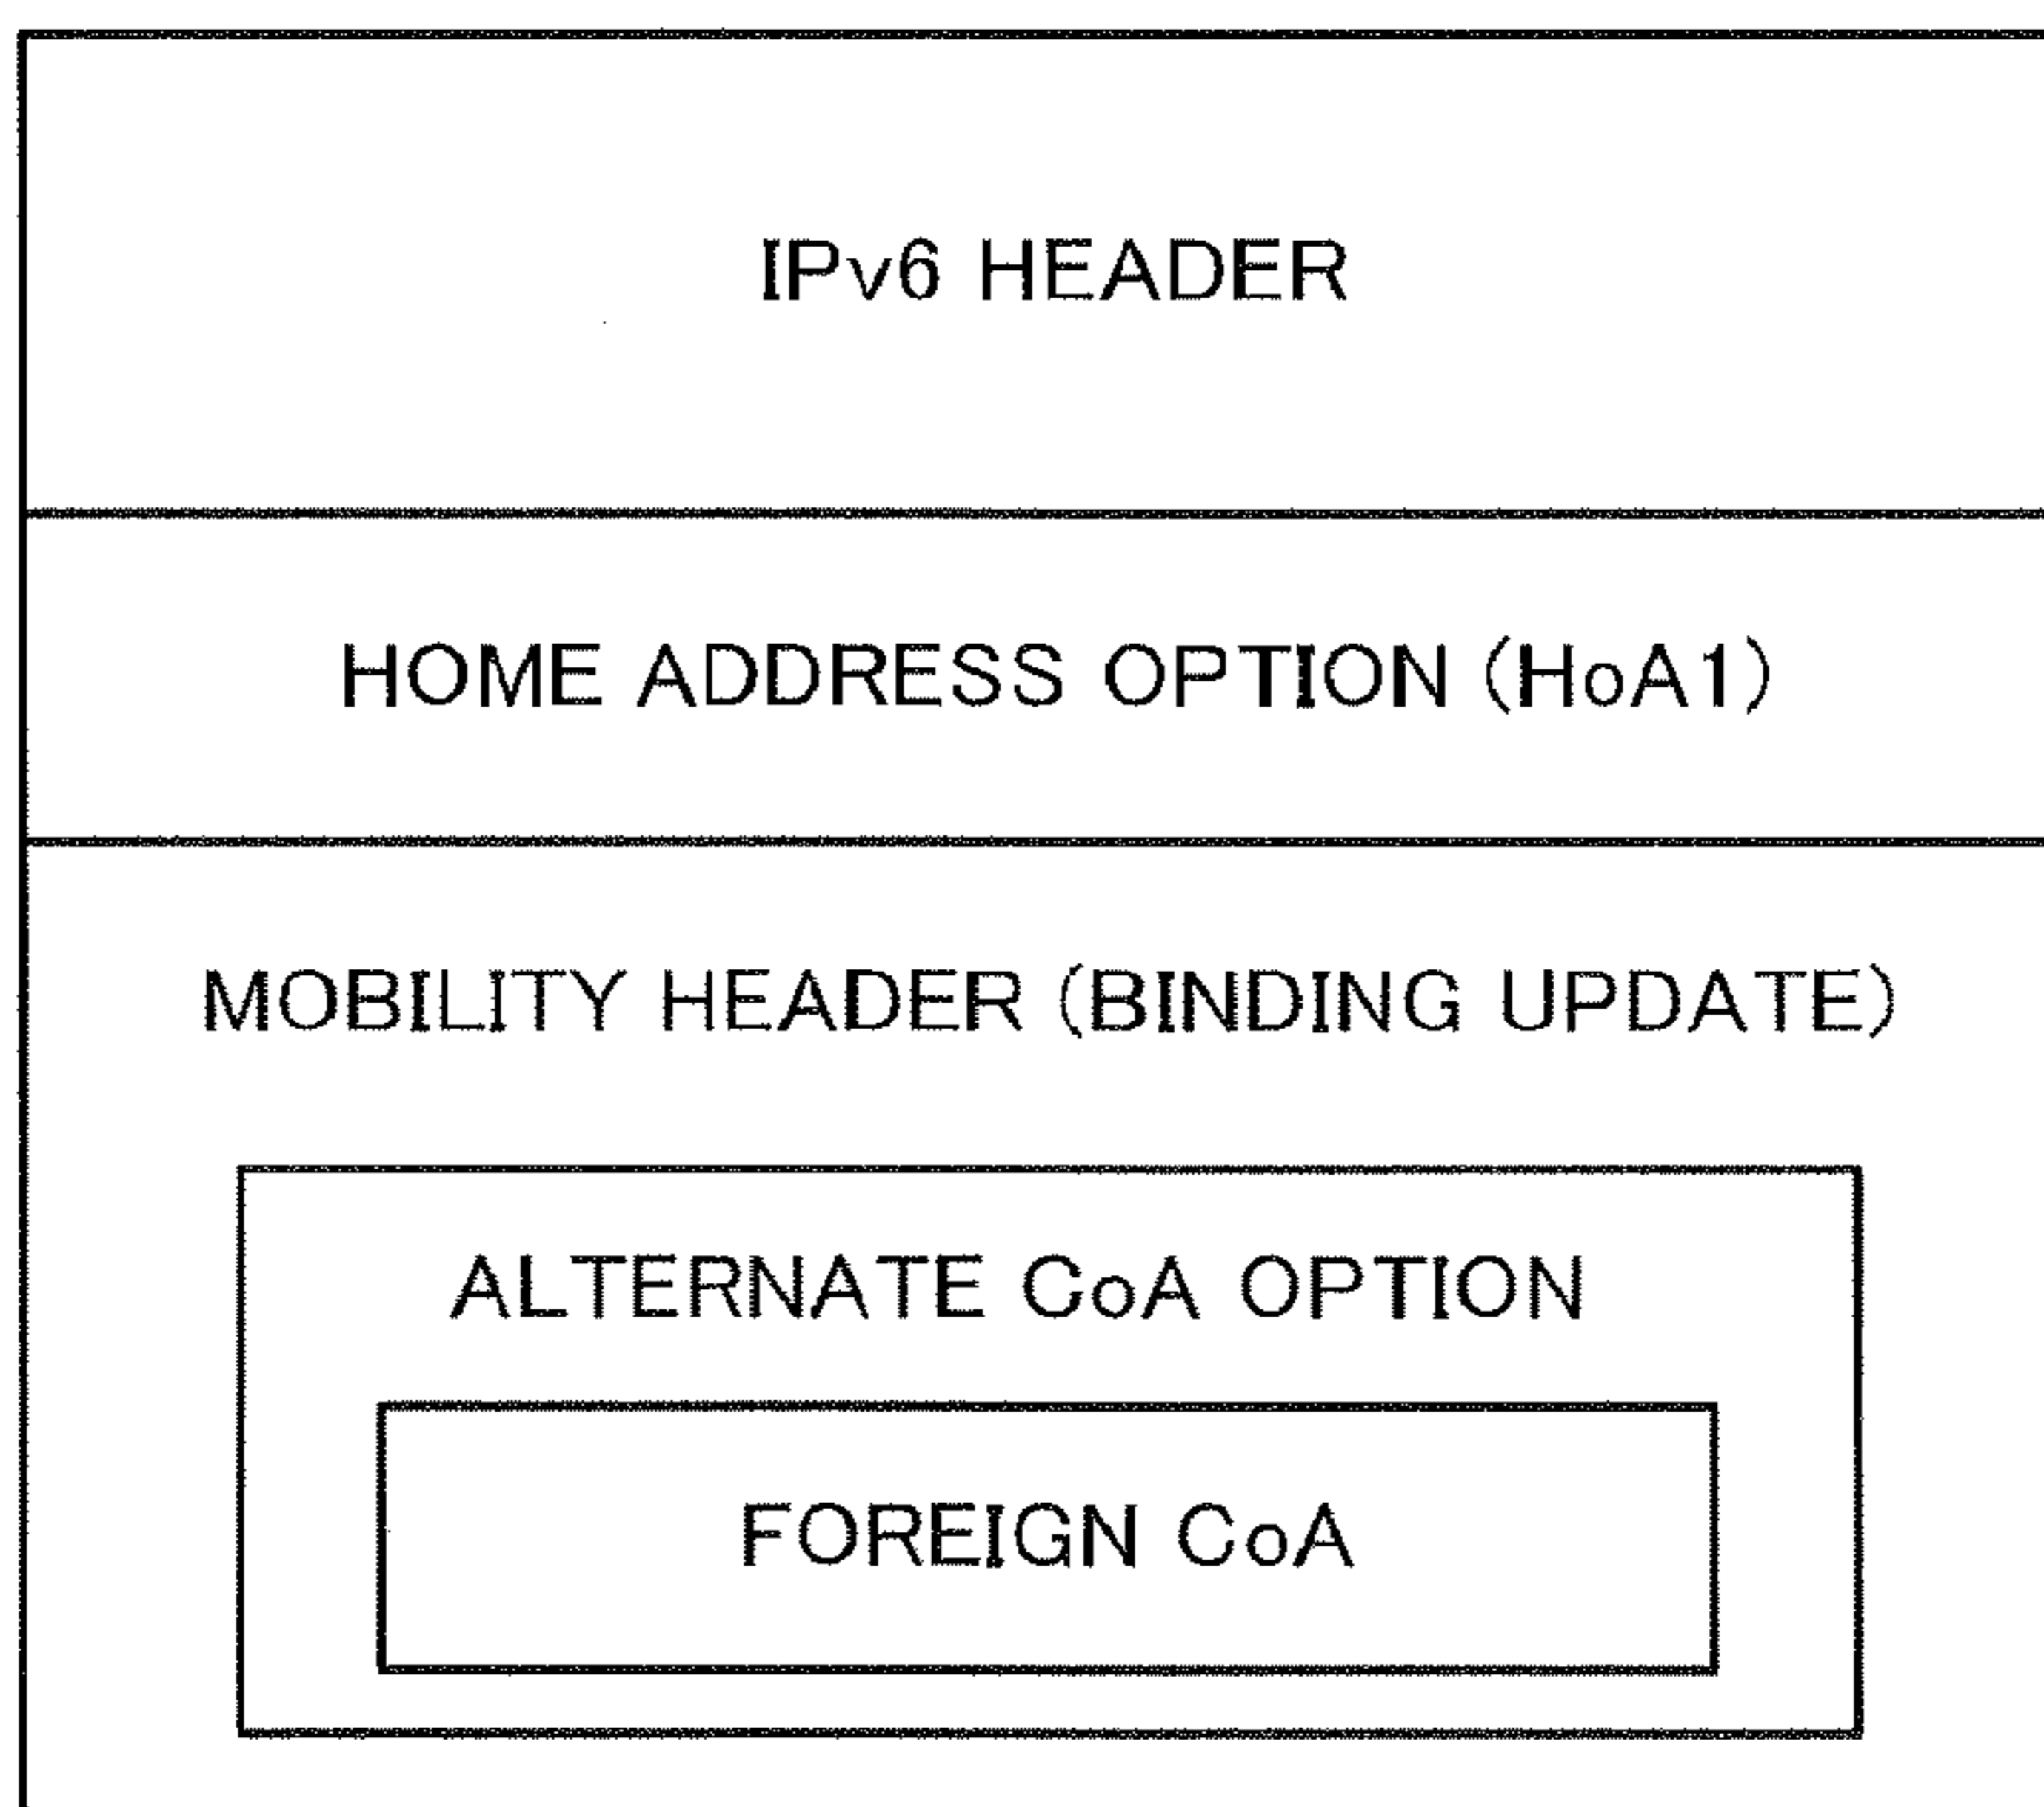 IPv6 HEADER
HOME ADDRESS OPTION (HoA1)
MOBILITY HEADER (BINDING UPDATE)
ALTERNATE CoA OPTION
FOREIGN CoA